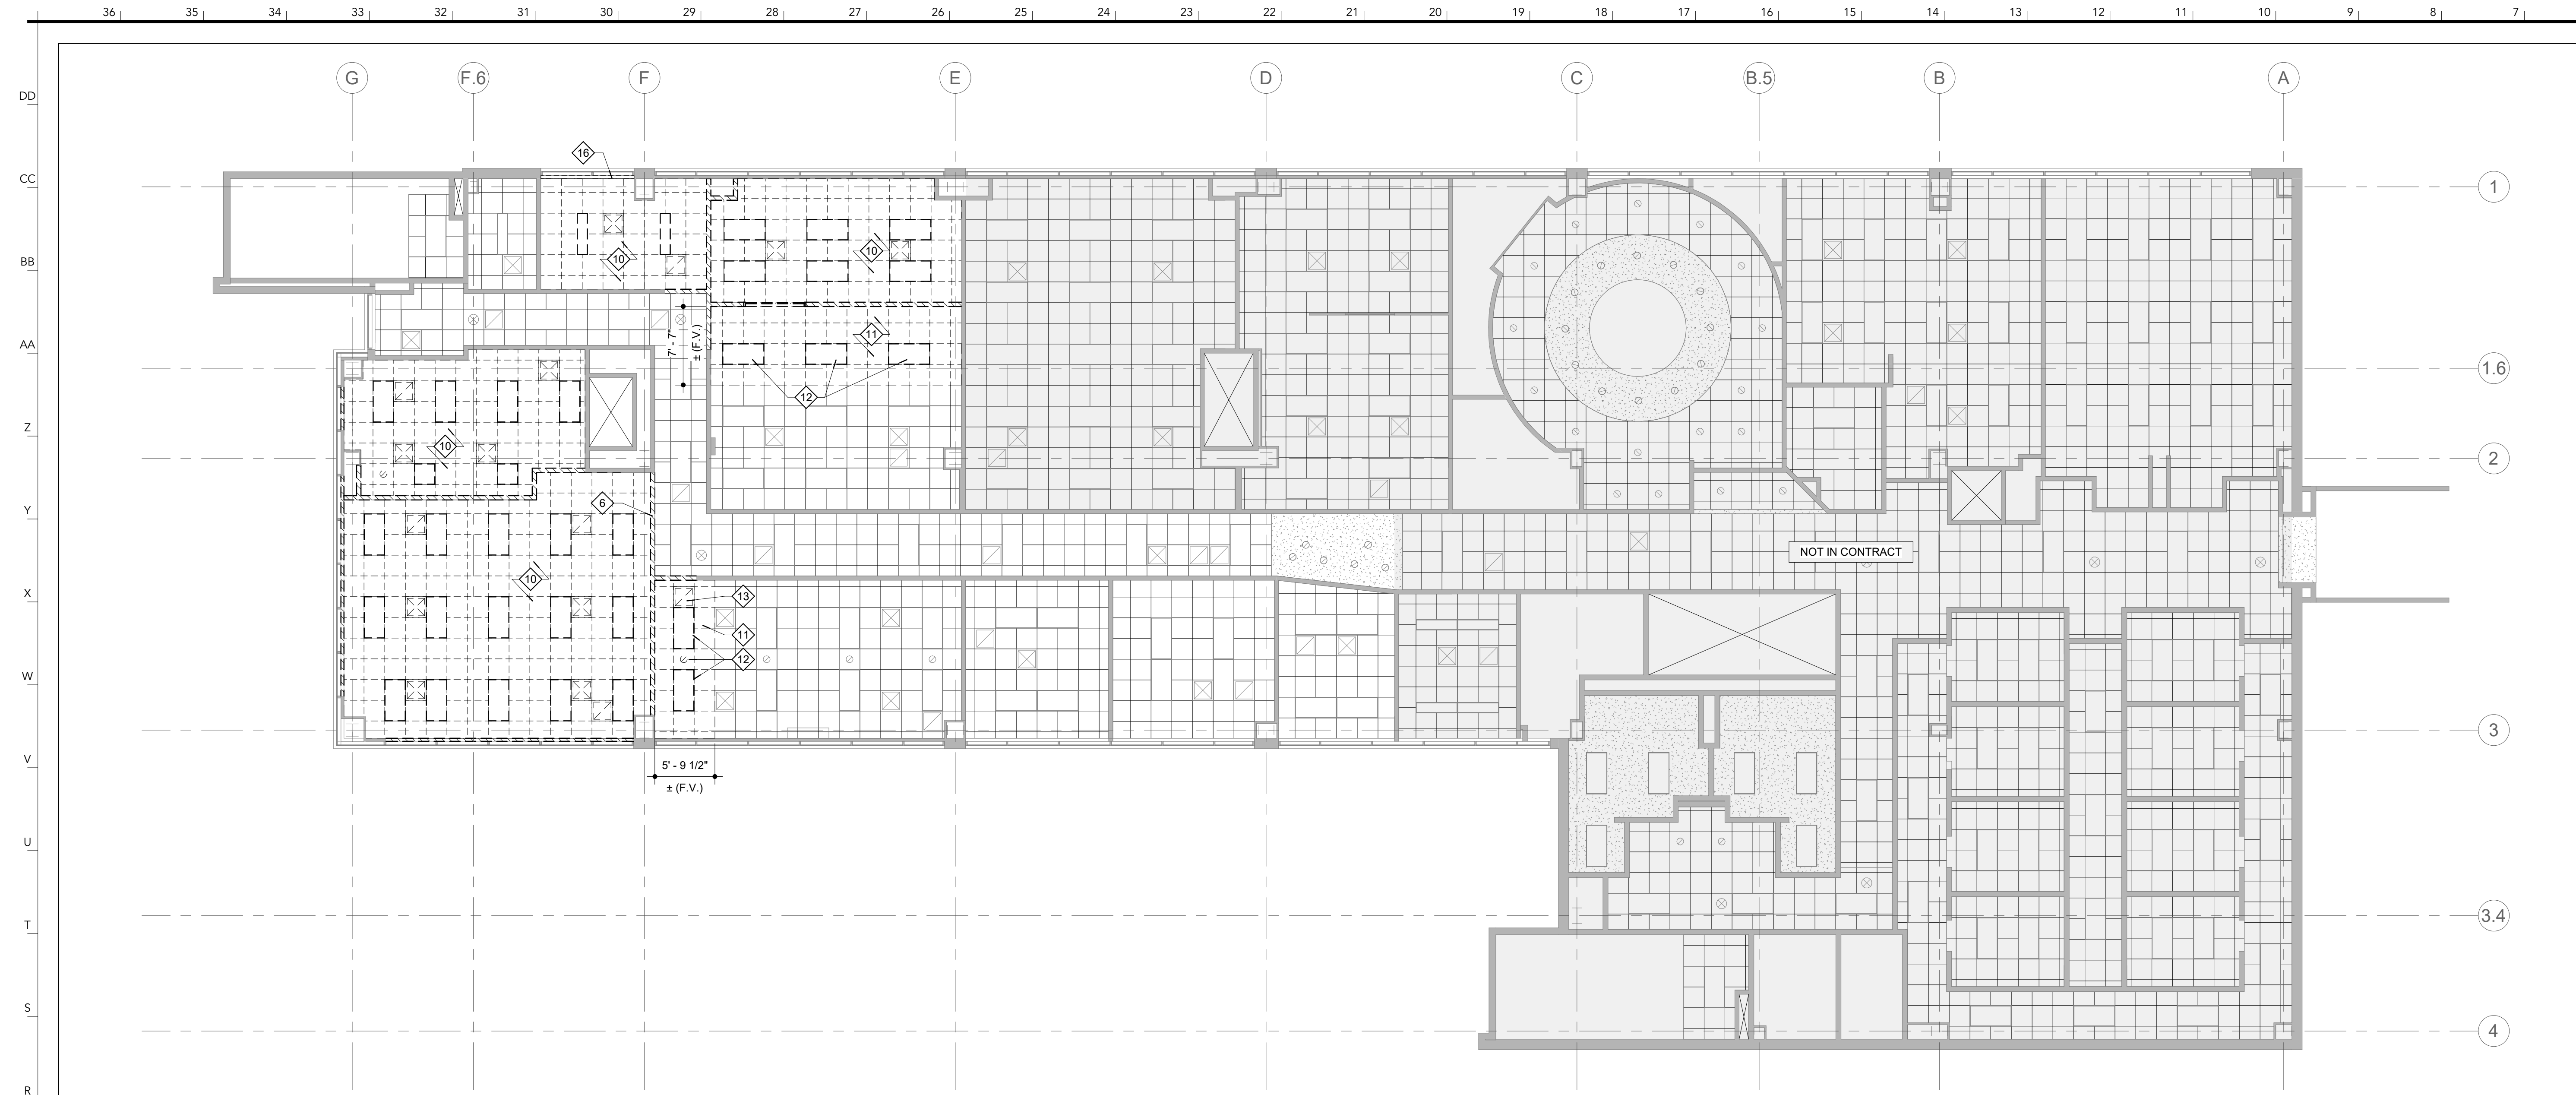 36 35 34 33 32 31 30 29 28 27 26 25 24 23 22 21 20 19 18 17 16 15 14 13 12 11 10 9 8 7
G F.6 F E D C B.5 B A
DD
16
CC
1
10
10
BB
11
7' - 7"
± (F.V.)
AA
1.6
12
Z
10
2
6
Y
NOT IN CONTRACT
10
X
13
11
12
W
3
V
5' - 9 1/2"
± (F.V.)
U
T
3.4
S
4
R